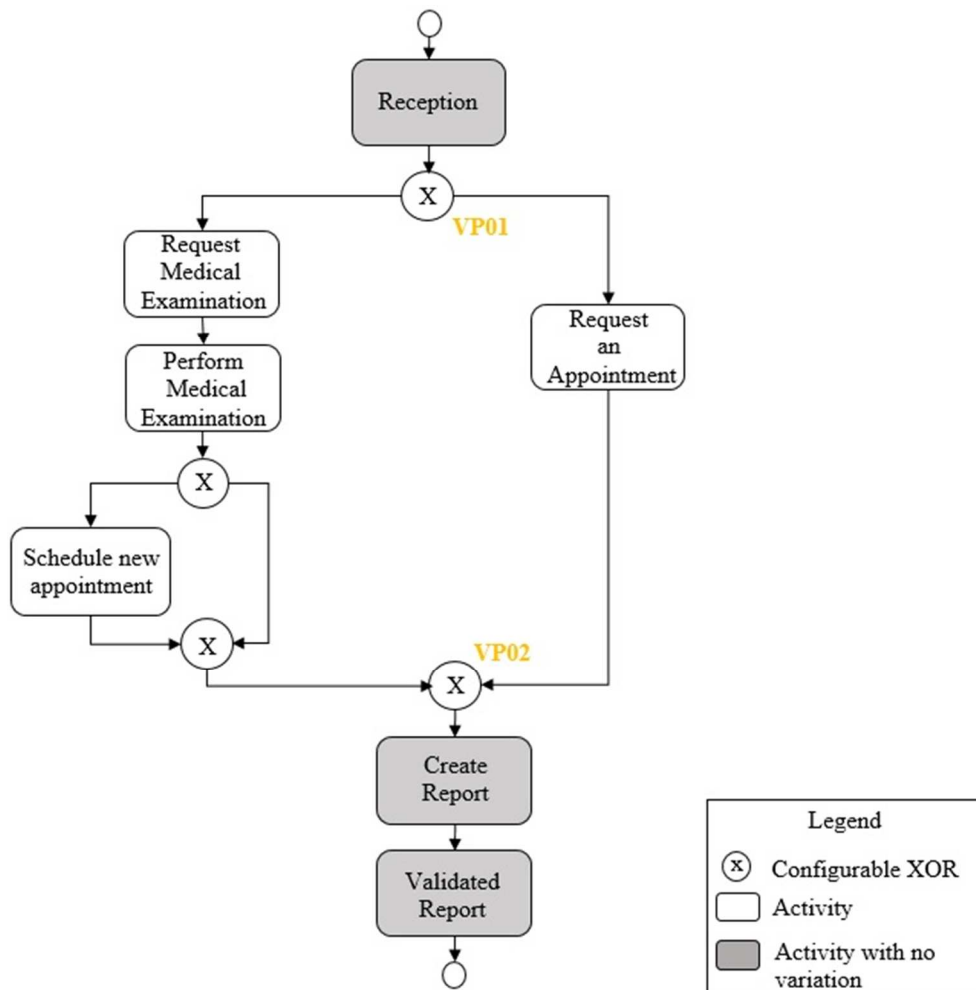 Reception
X
VP01
Request
Medical
Examination
Request
an
Appointment
Perform
Medical
Examination
X
Schedule new
appointment
X
VP02
X
Create
Report
Validated
Report
Legend
X Configurable XOR
Activity
Activity with no
variation